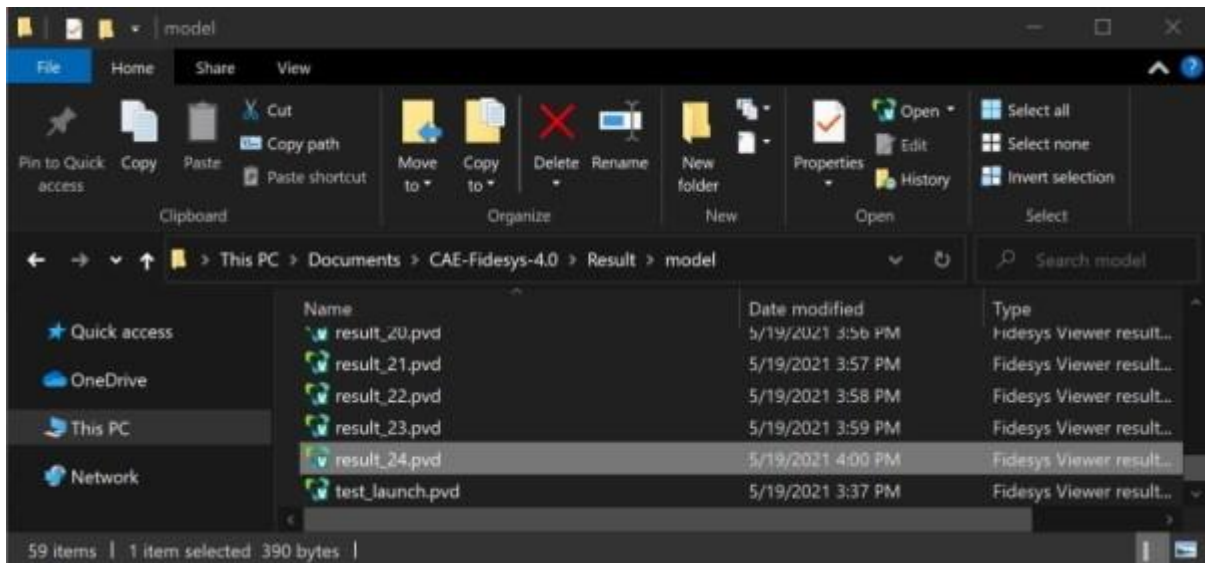 model
File Home Share View
Pin to Quick access
Copy
Paste
Cut
Copy path
Paste shortcut
Clipboard
Move to
Copy to
Delete
Rename
Organize
New folder
New
Properties
Open
Edit
History
Open
Select all
Select none
Invert selection
Select
This PC > Documents > CAE-Fidesys-4.0 > Result > model
Search model
Quick access
OneDrive
This PC
Network
Name Date modified Type
result_20.pvd 5/19/2021 3:56 PM Fidesys Viewer result...
result_21.pvd 5/19/2021 3:57 PM Fidesys Viewer result...
result_22.pvd 5/19/2021 3:58 PM Fidesys Viewer result...
result_23.pvd 5/19/2021 3:59 PM Fidesys Viewer result...
result_24.pvd 5/19/2021 4:00 PM Fidesys Viewer result...
test_launch.pvd 5/19/2021 3:37 PM Fidesys Viewer result...
59 items | 1 item selected 390 bytes |